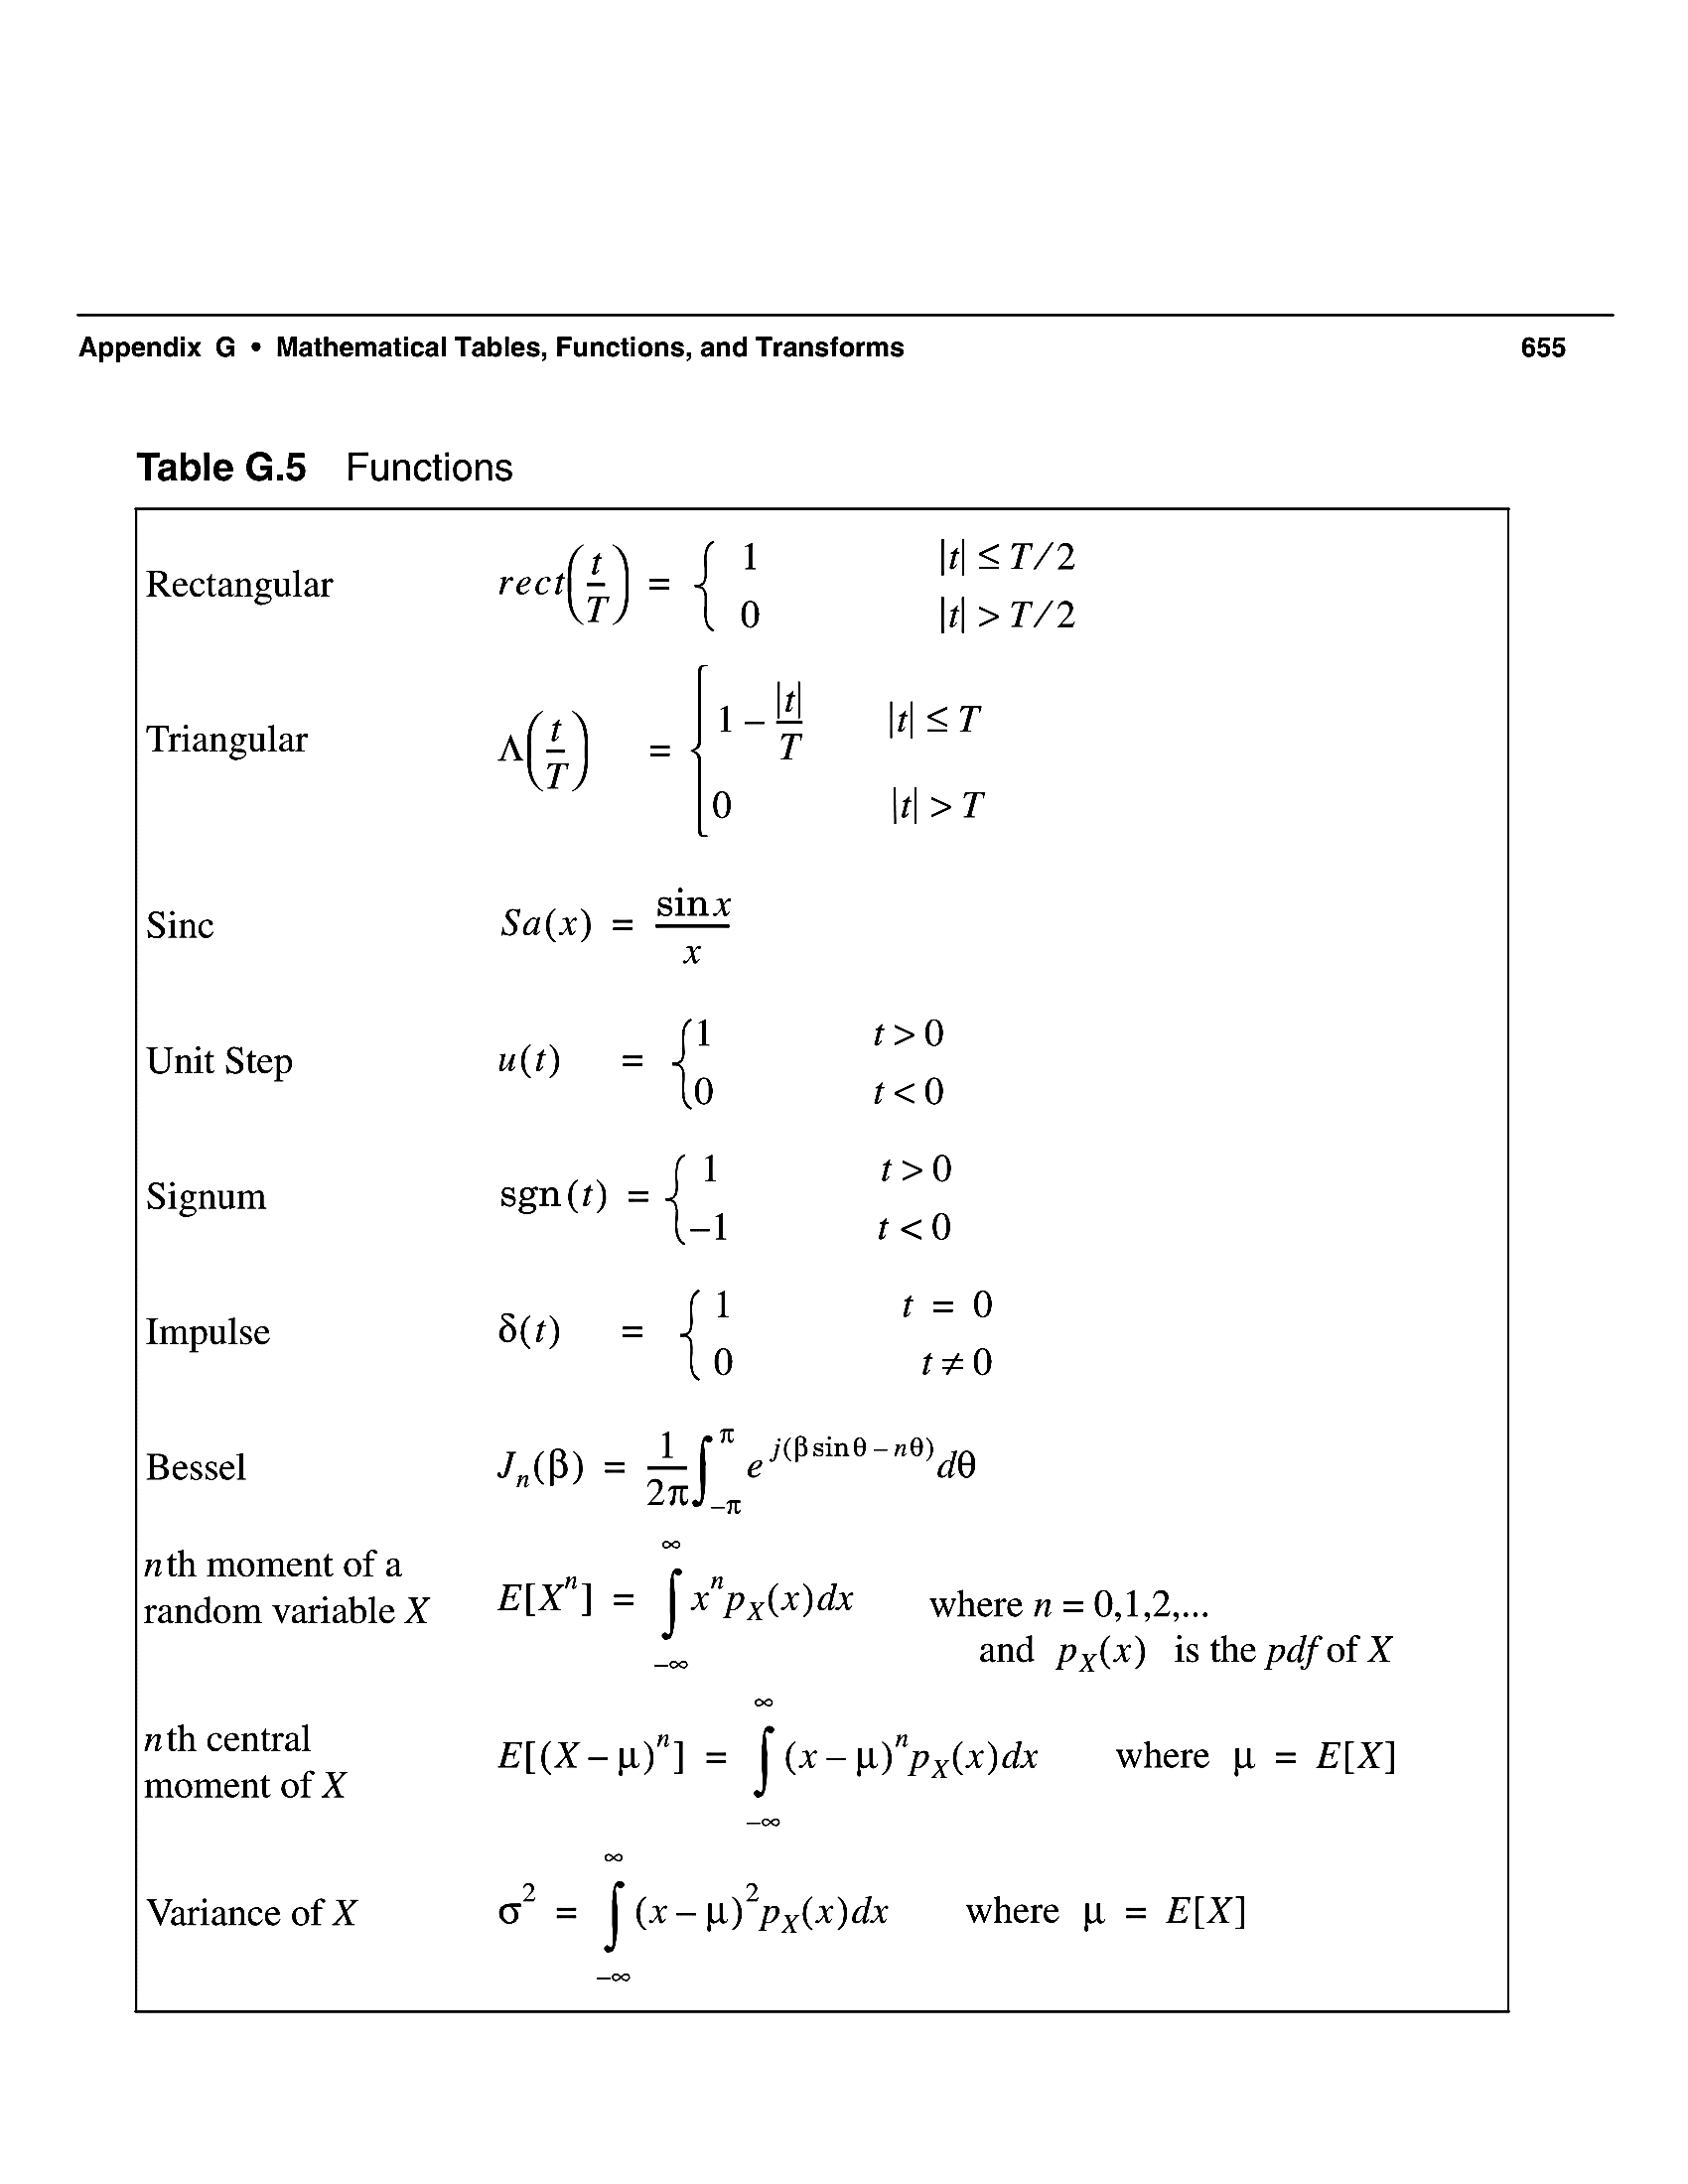 Appendix G • Mathematical Tables, Functions, and Transforms 655
Table G.5 Functions
Rectangular rect(t/T) = { 1 |t| ≤ T/2
0 |t| > T/2
Triangular Λ(t/T) = { 1 – |t|/T |t| ≤ T
0 |t| > T
Sinc Sa(x) = sin x / x
Unit Step u(t) = { 1 t > 0
0 t < 0
Signum sgn(t) = { 1 t > 0
–1 t < 0
Impulse δ(t) = { 1 t = 0
0 t ≠ 0
Bessel J_n(β) = 1/2π ∫_{–π}^{π} e^{j(β sin θ – nθ)} dθ
nth moment of a
random variable X E[X^n] = ∫_{–∞}^{∞} x^n p_X(x)dx where n = 0,1,2,...
and p_X(x) is the pdf of X
nth central
moment of X E[(X – μ)^n] = ∫_{–∞}^{∞} (x – μ)^n p_X(x)dx where μ = E[X]
Variance of X σ^2 = ∫_{–∞}^{∞} (x – μ)^2 p_X(x)dx where μ = E[X]